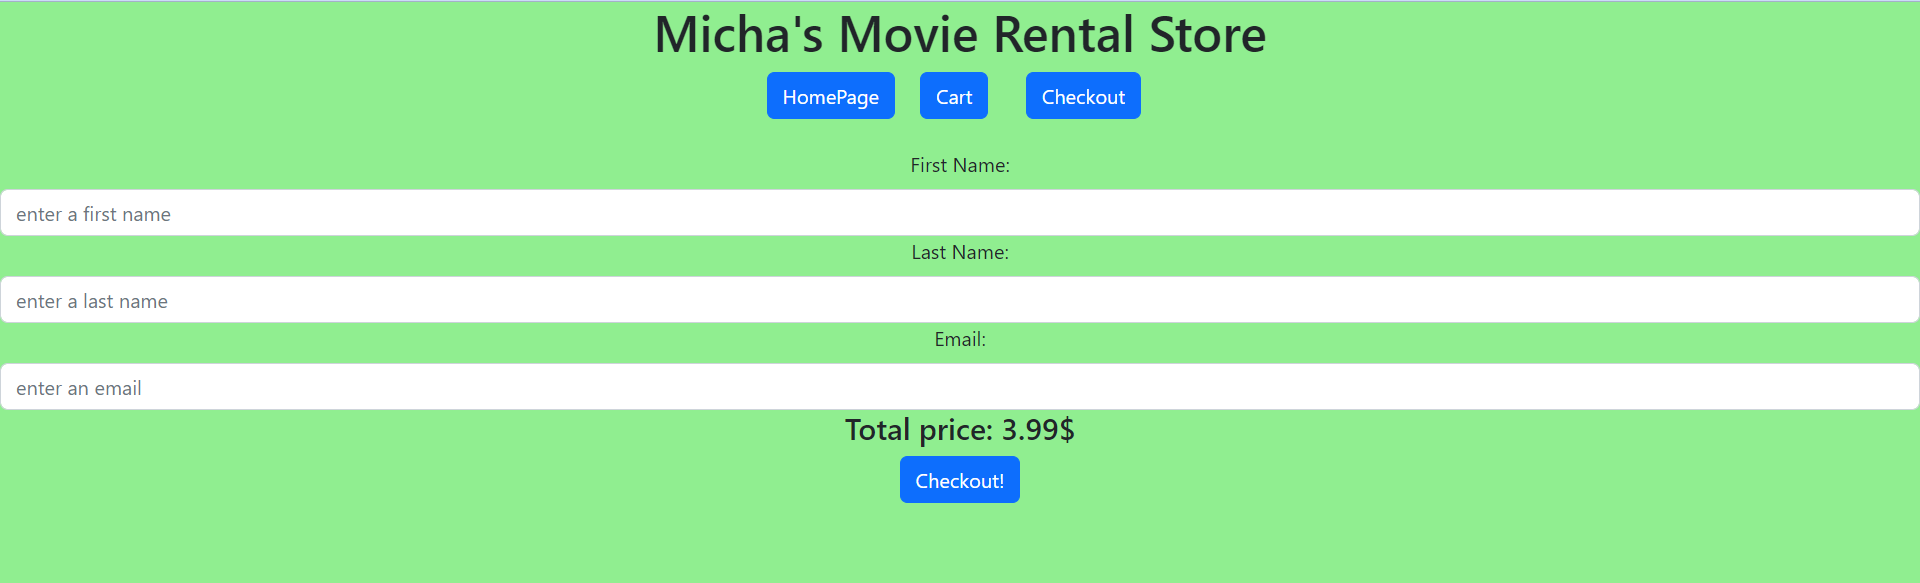 Micha's Movie Rental Store
HomePage Cart Checkout
First Name:
enter a first name
Last Name:
enter a last name
Email:
enter an email
Total price: 3.99$
Checkout!